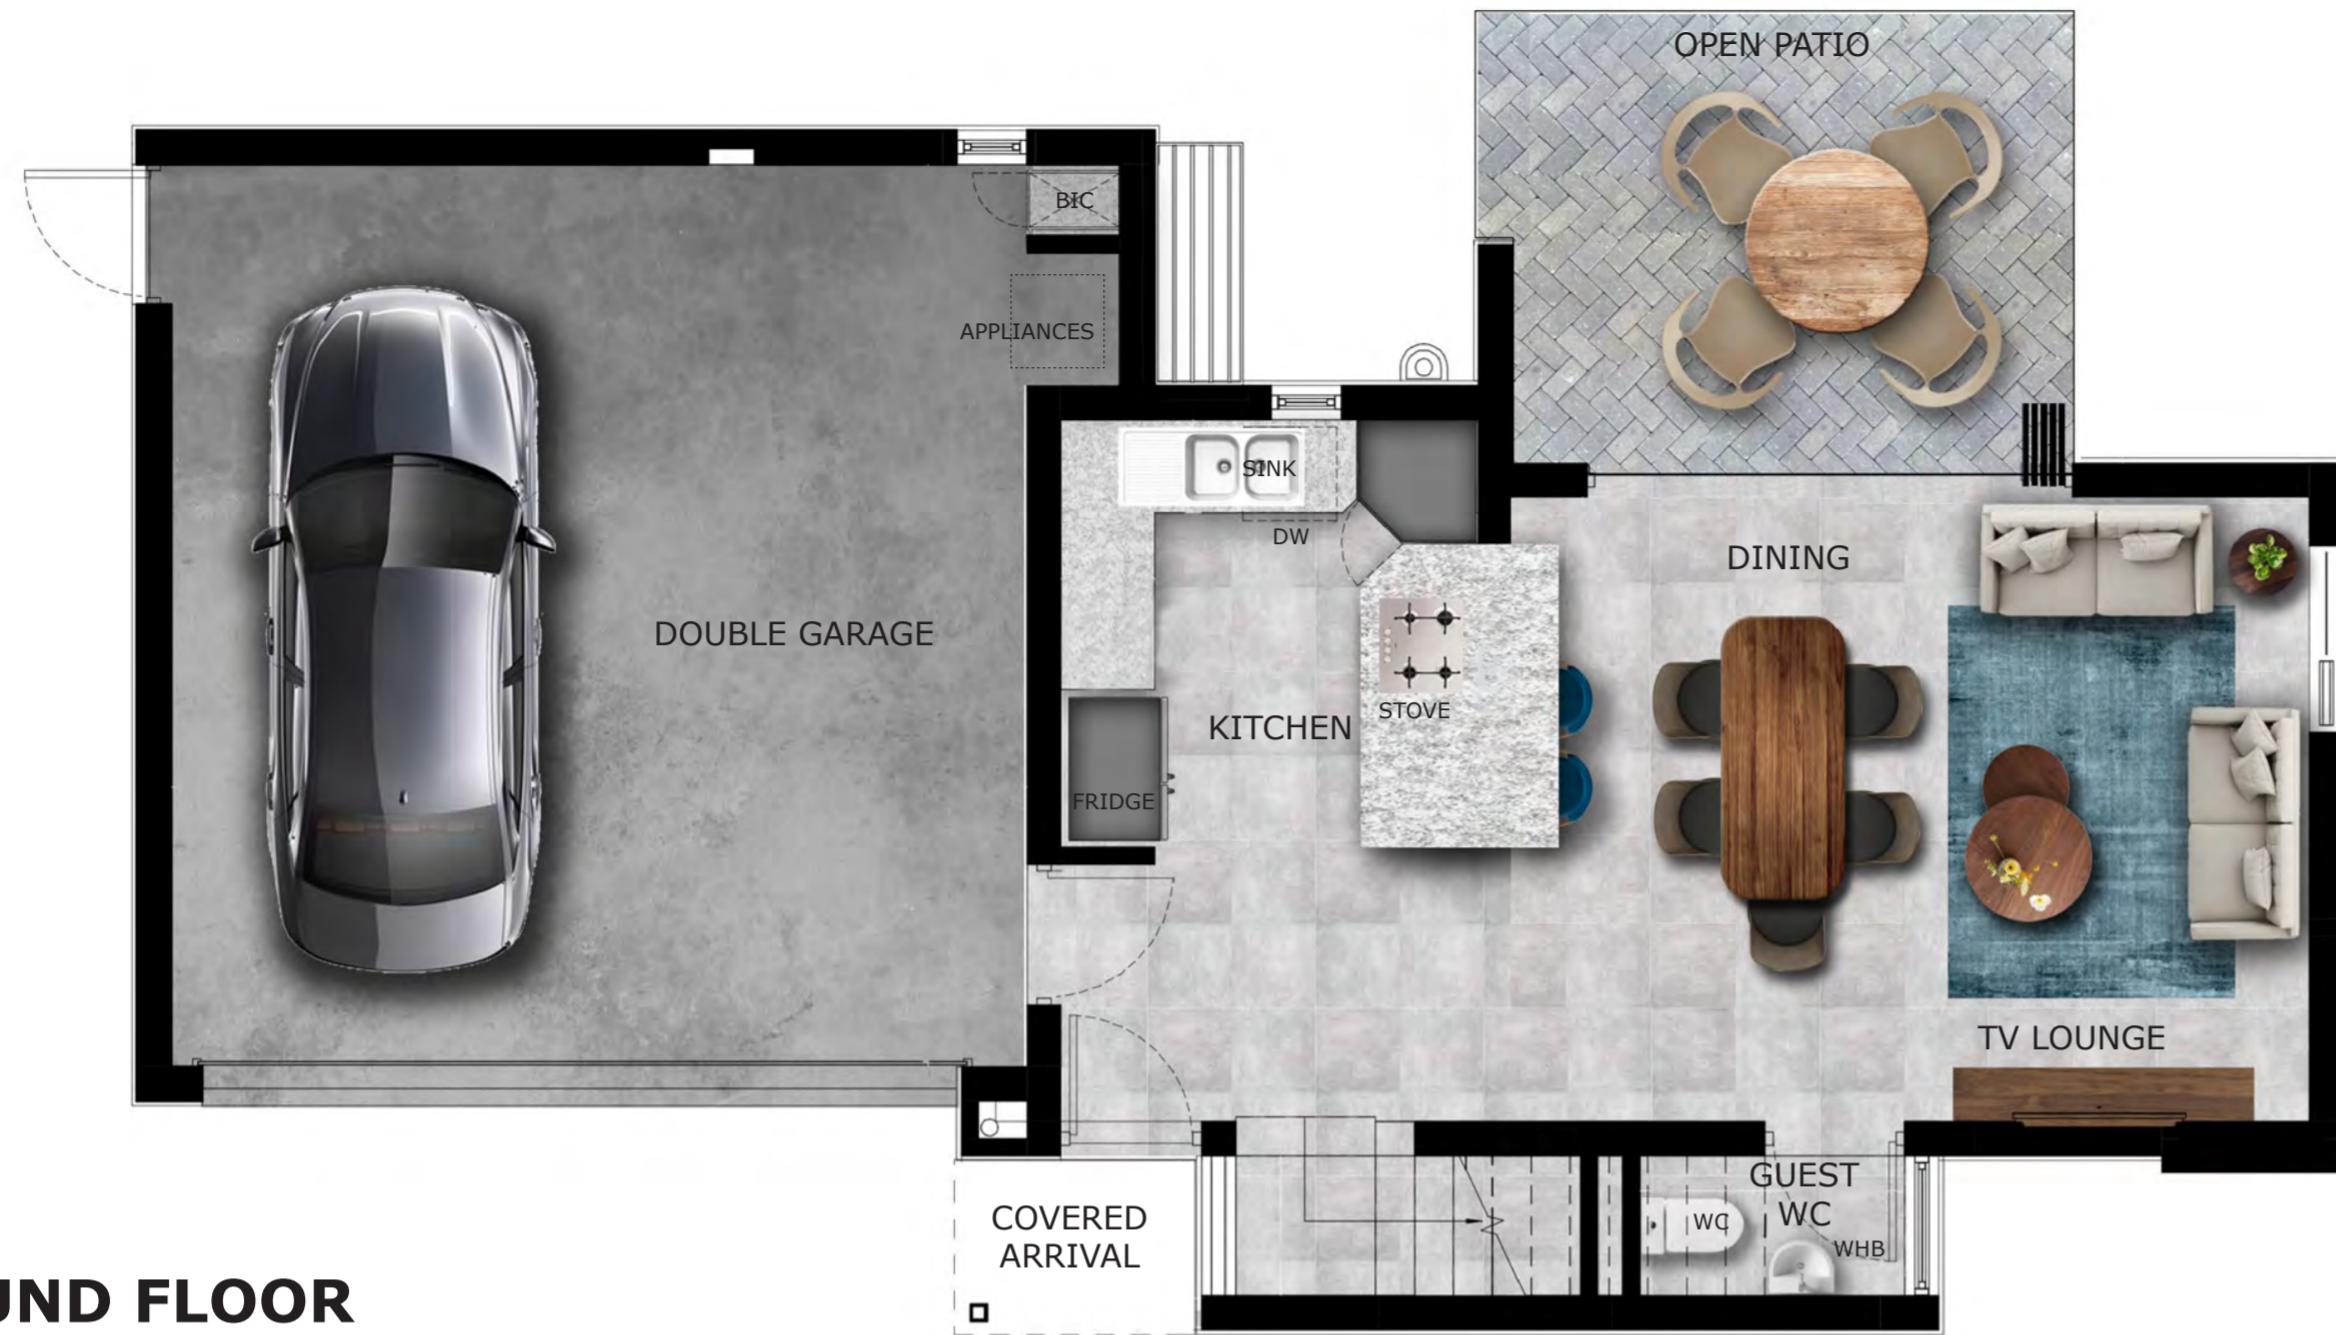 OPEN PATIO
BIC
APPLIANCES
SINK
DW
DINING
DOUBLE GARAGE
STOVE
KITCHEN
FRIDGE
TV LOUNGE
GUEST
WC
WC
WHB
COVERED
ARRIVAL
UND FLOOR